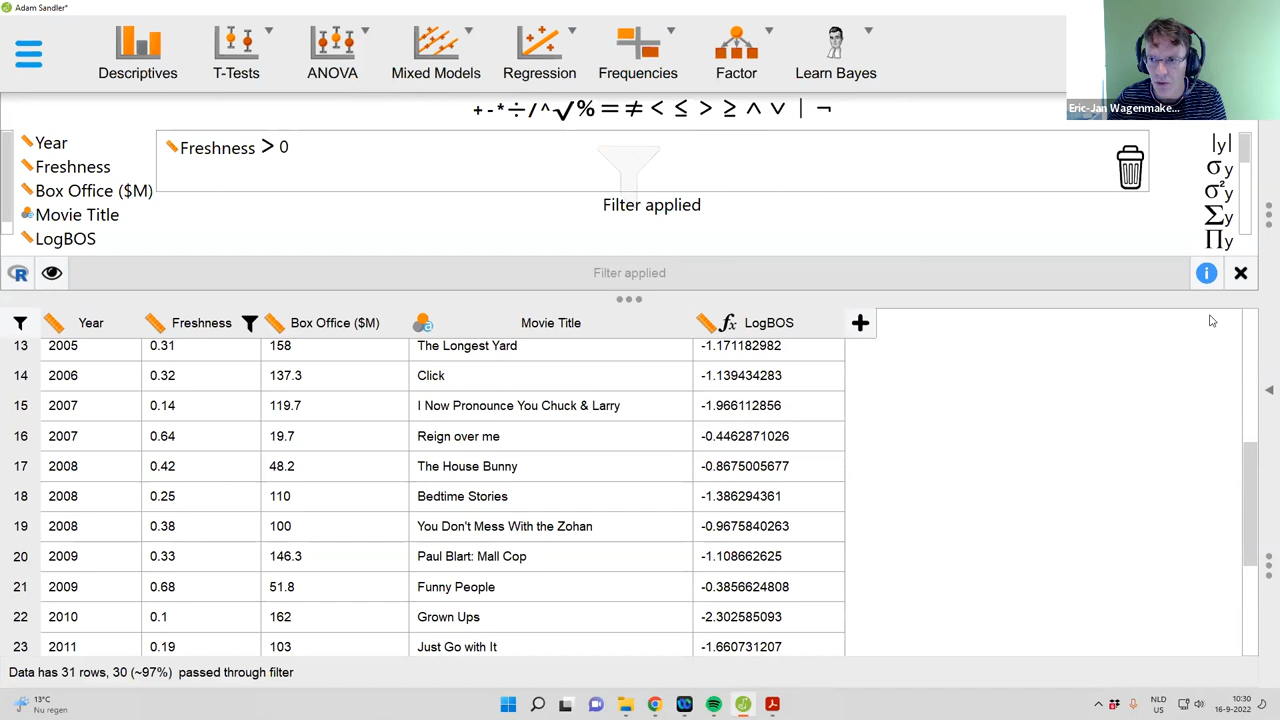 Adam Sandler*
Descriptives T-Tests ANOVA Mixed Models Regression Frequencies Factor Learn Bayes
+ - * ÷ / ^ √ % = ≠ < ≤ > ≥ ∧ ∨ | ¬
Eric-Jan Wagenmake...
Year
Freshness
Box Office ($M)
Movie Title
LogBOS
Freshness > 0
Filter applied
|y|
σy
σ²y
Σy
∏y
R Filter applied i
Year Freshness Box Office ($M) Movie Title fx LogBOS
13 2005 0.31 158 The Longest Yard -1.171182982
14 2006 0.32 137.3 Click -1.139434283
15 2007 0.14 119.7 I Now Pronounce You Chuck & Larry -1.966112856
16 2007 0.64 19.7 Reign over me -0.4462871026
17 2008 0.42 48.2 The House Bunny -0.8675005677
18 2008 0.25 110 Bedtime Stories -1.386294361
19 2008 0.38 100 You Don't Mess With the Zohan -0.9675840263
20 2009 0.33 146.3 Paul Blart: Mall Cop -1.108662625
21 2009 0.68 51.8 Funny People -0.3856624808
22 2010 0.1 162 Grown Ups -2.302585093
23 2011 0.19 103 Just Go with It -1.660731207
Data has 31 rows, 30 (~97%) passed through filter
13°C
Nu regen
NLD
US
10:30
16-9-2022